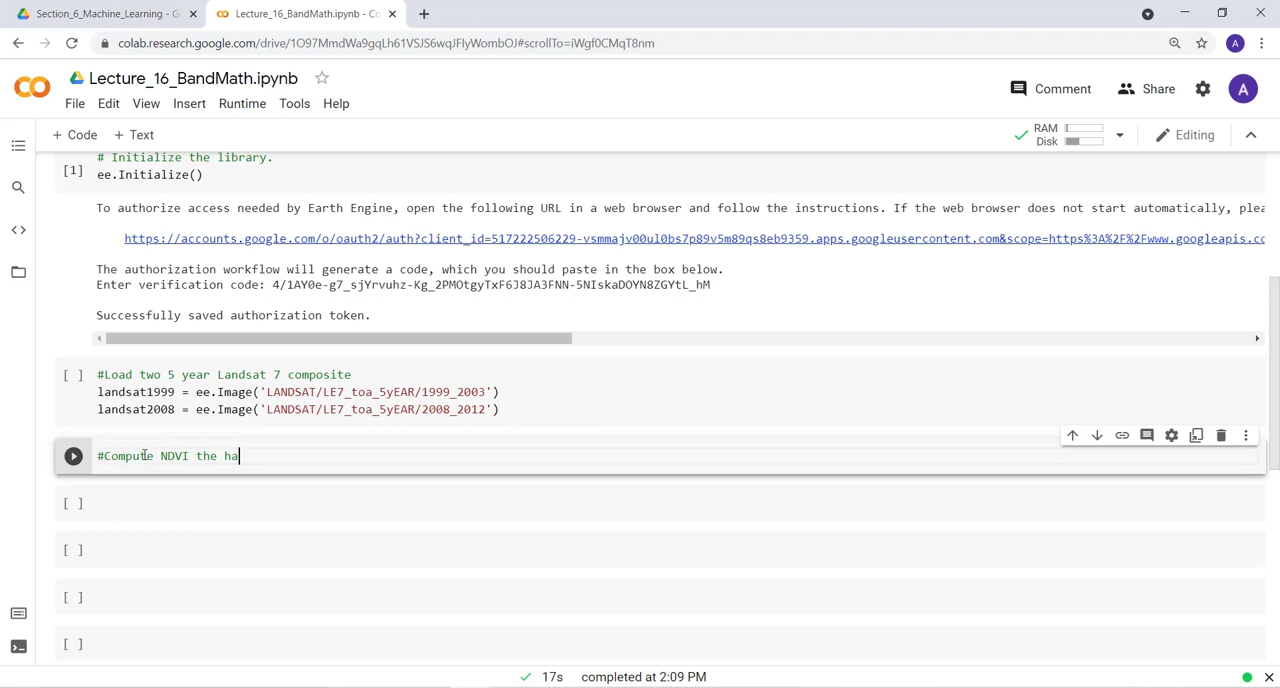 Section_6_Machine_Learning - G
Lecture_16_BandMath.ipynb - Co
colab.research.google.com/drive/1O97MmdWa9gqLh61VSJS6wqJFIyWombOJ#scrollTo=iWgf0CMqT8nm
A
CO
Lecture_16_BandMath.ipynb
Comment
Share
A
File Edit View Insert Runtime Tools Help
+ Code + Text
RAM
Disk
Editing
# Initialize the library.
[1] ee.Initialize()
To authorize access needed by Earth Engine, open the following URL in a web browser and follow the instructions. If the web browser does not start automatically, plea
https://accounts.google.com/o/oauth2/auth?client_id=517222506229-vsmmajv00ul0bs7p89v5m89qs8eb9359.apps.googleusercontent.com&scope=https%3A%2F%2Fwww.googleapis.co
The authorization workflow will generate a code, which you should paste in the box below.
Enter verification code: 4/1AY0e-g7_sjYrvuhz-Kg_2PMOtgyTxF6J8JA3FNN-5NIskaDOYN8ZGYtL_hM
Successfully saved authorization token.
[ ] #Load two 5 year Landsat 7 composite
landsat1999 = ee.Image('LANDSAT/LE7_toa_5yEAR/1999_2003')
landsat2008 = ee.Image('LANDSAT/LE7_toa_5yEAR/2008_2012')
#Compute NDVI the ha
[ ]
[ ]
[ ]
[ ]
17s completed at 2:09 PM